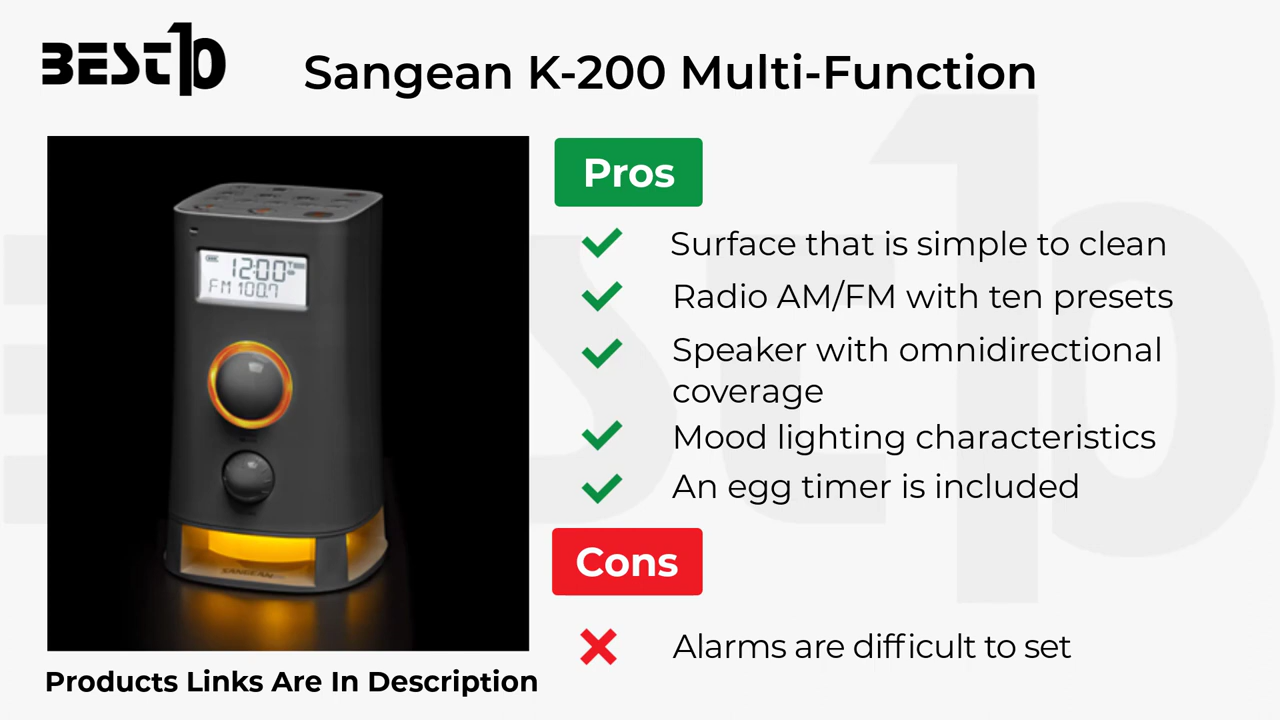 BEST10
Sangean K-200 Multi-Function
12:00
FM 100.7
SANGEAN
Products Links Are In Description
Pros
Surface that is simple to clean
Radio AM/FM with ten presets
Speaker with omnidirectional
coverage
Mood lighting characteristics
An egg timer is included
Cons
Alarms are difficult to set